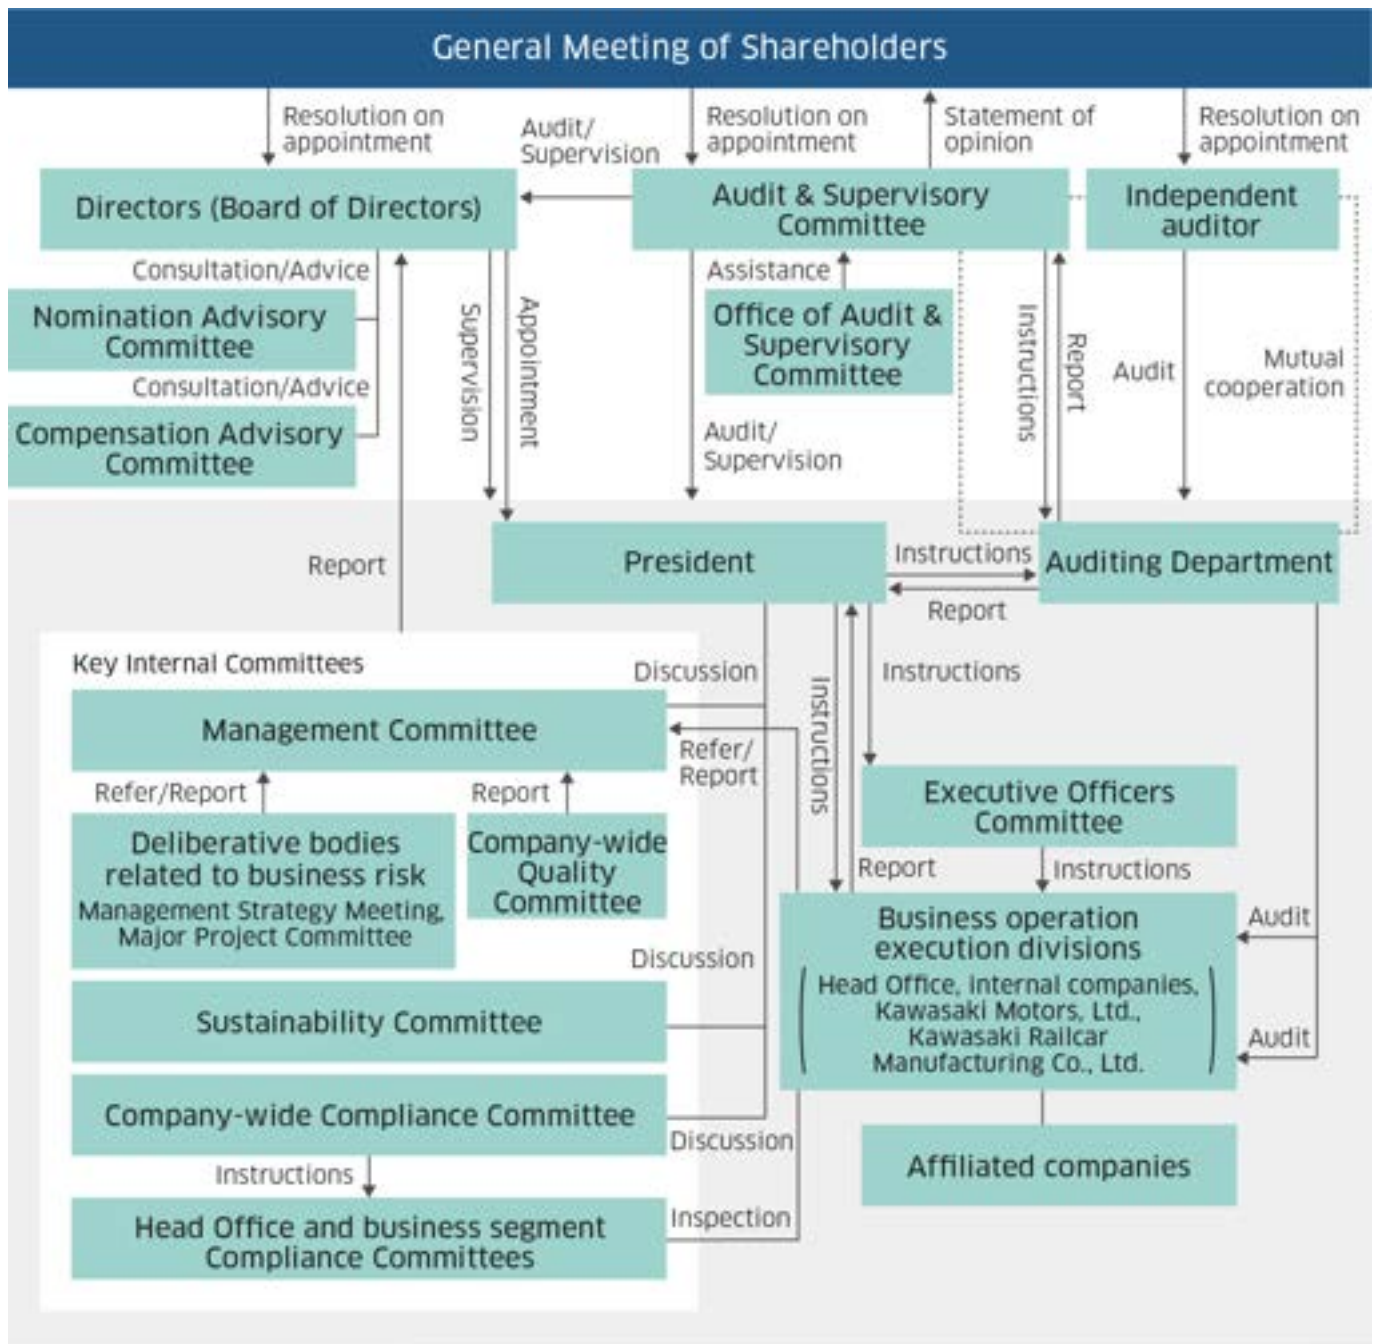 General Meeting of Shareholders
Resolution on
appointment
Audit/
Supervision
Resolution on
appointment
Statement of
opinion
Resolution on
appointment
Directors (Board of Directors)
Audit & Supervisory
Committee
Independent
auditor
Consultation/Advice
Nomination Advisory
Committee
Consultation/Advice
Compensation Advisory
Committee
Supervision
Appointment
Assistance
Office of Audit &
Supervisory
Committee
Audit/
Supervision
Instructions
Report
Audit
Mutual
cooperation
Report
President
Instructions
Report
Auditing Department
Key Internal Committees
Management Committee
Discussion
Refer/
Report
Instructions
Instructions
Refer/Report
Report
Deliberative bodies
related to business risk
Management Strategy Meeting,
Major Project Committee
Company-wide
Quality
Committee
Executive Officers
Committee
Report
Instructions
Discussion
Business operation
execution divisions
Head Office, internal companies,
Kawasaki Motors, Ltd.,
Kawasaki Railcar
Manufacturing Co., Ltd.
Audit
Audit
Sustainability Committee
Company-wide Compliance Committee
Discussion
Instructions
Head Office and business segment
Compliance Committees
Inspection
Affiliated companies